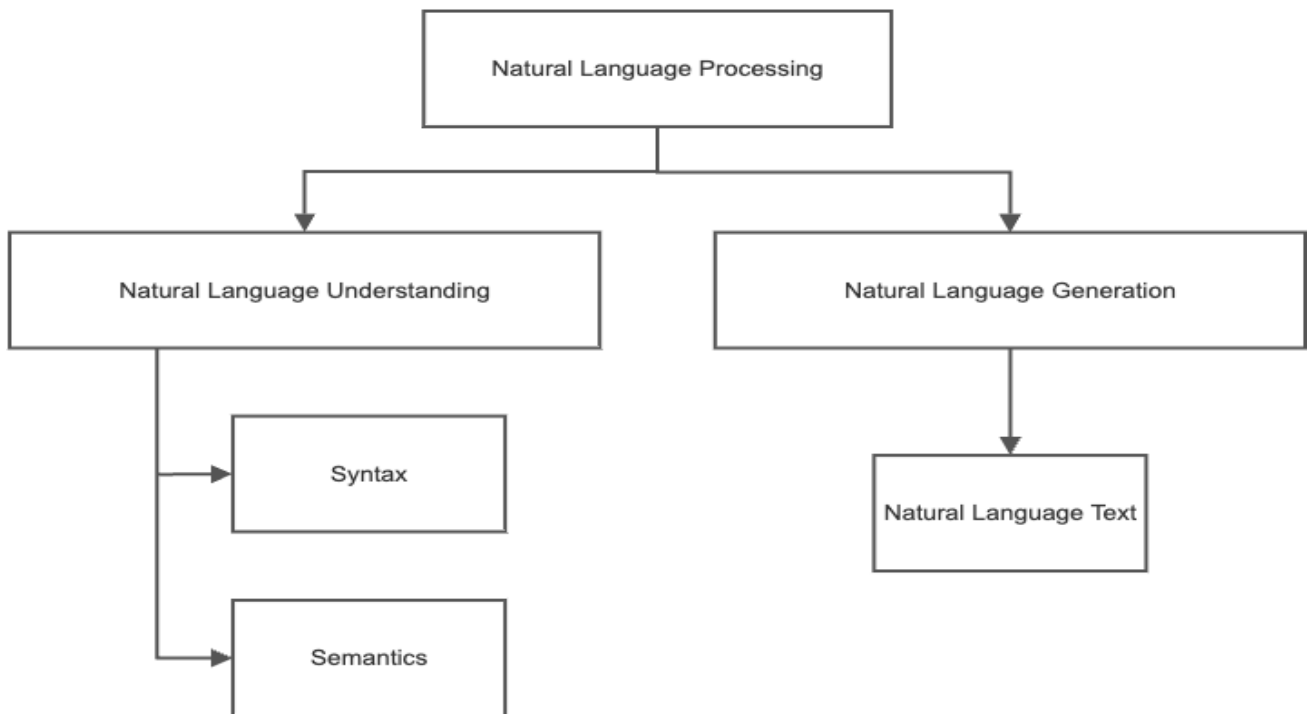 Natural Language Processing
Natural Language Understanding
Natural Language Generation
Syntax
Natural Language Text
Semantics